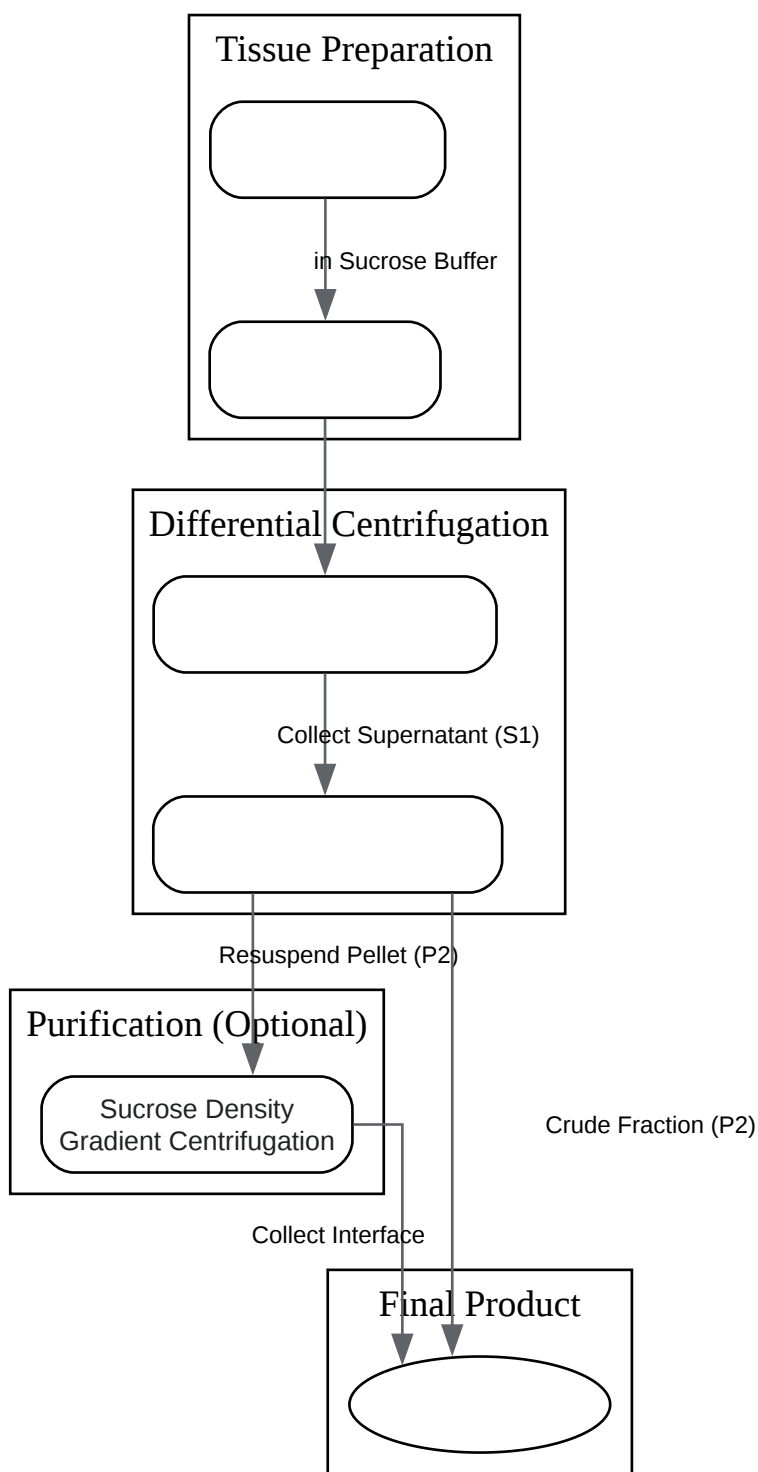 Tissue Preparation
in Sucrose Buffer
Differential Centrifugation
Collect Supernatant (S1)
Resuspend Pellet (P2)
Purification (Optional)
Sucrose Density
Gradient Centrifugation
Crude Fraction (P2)
Collect Interface
Final Product